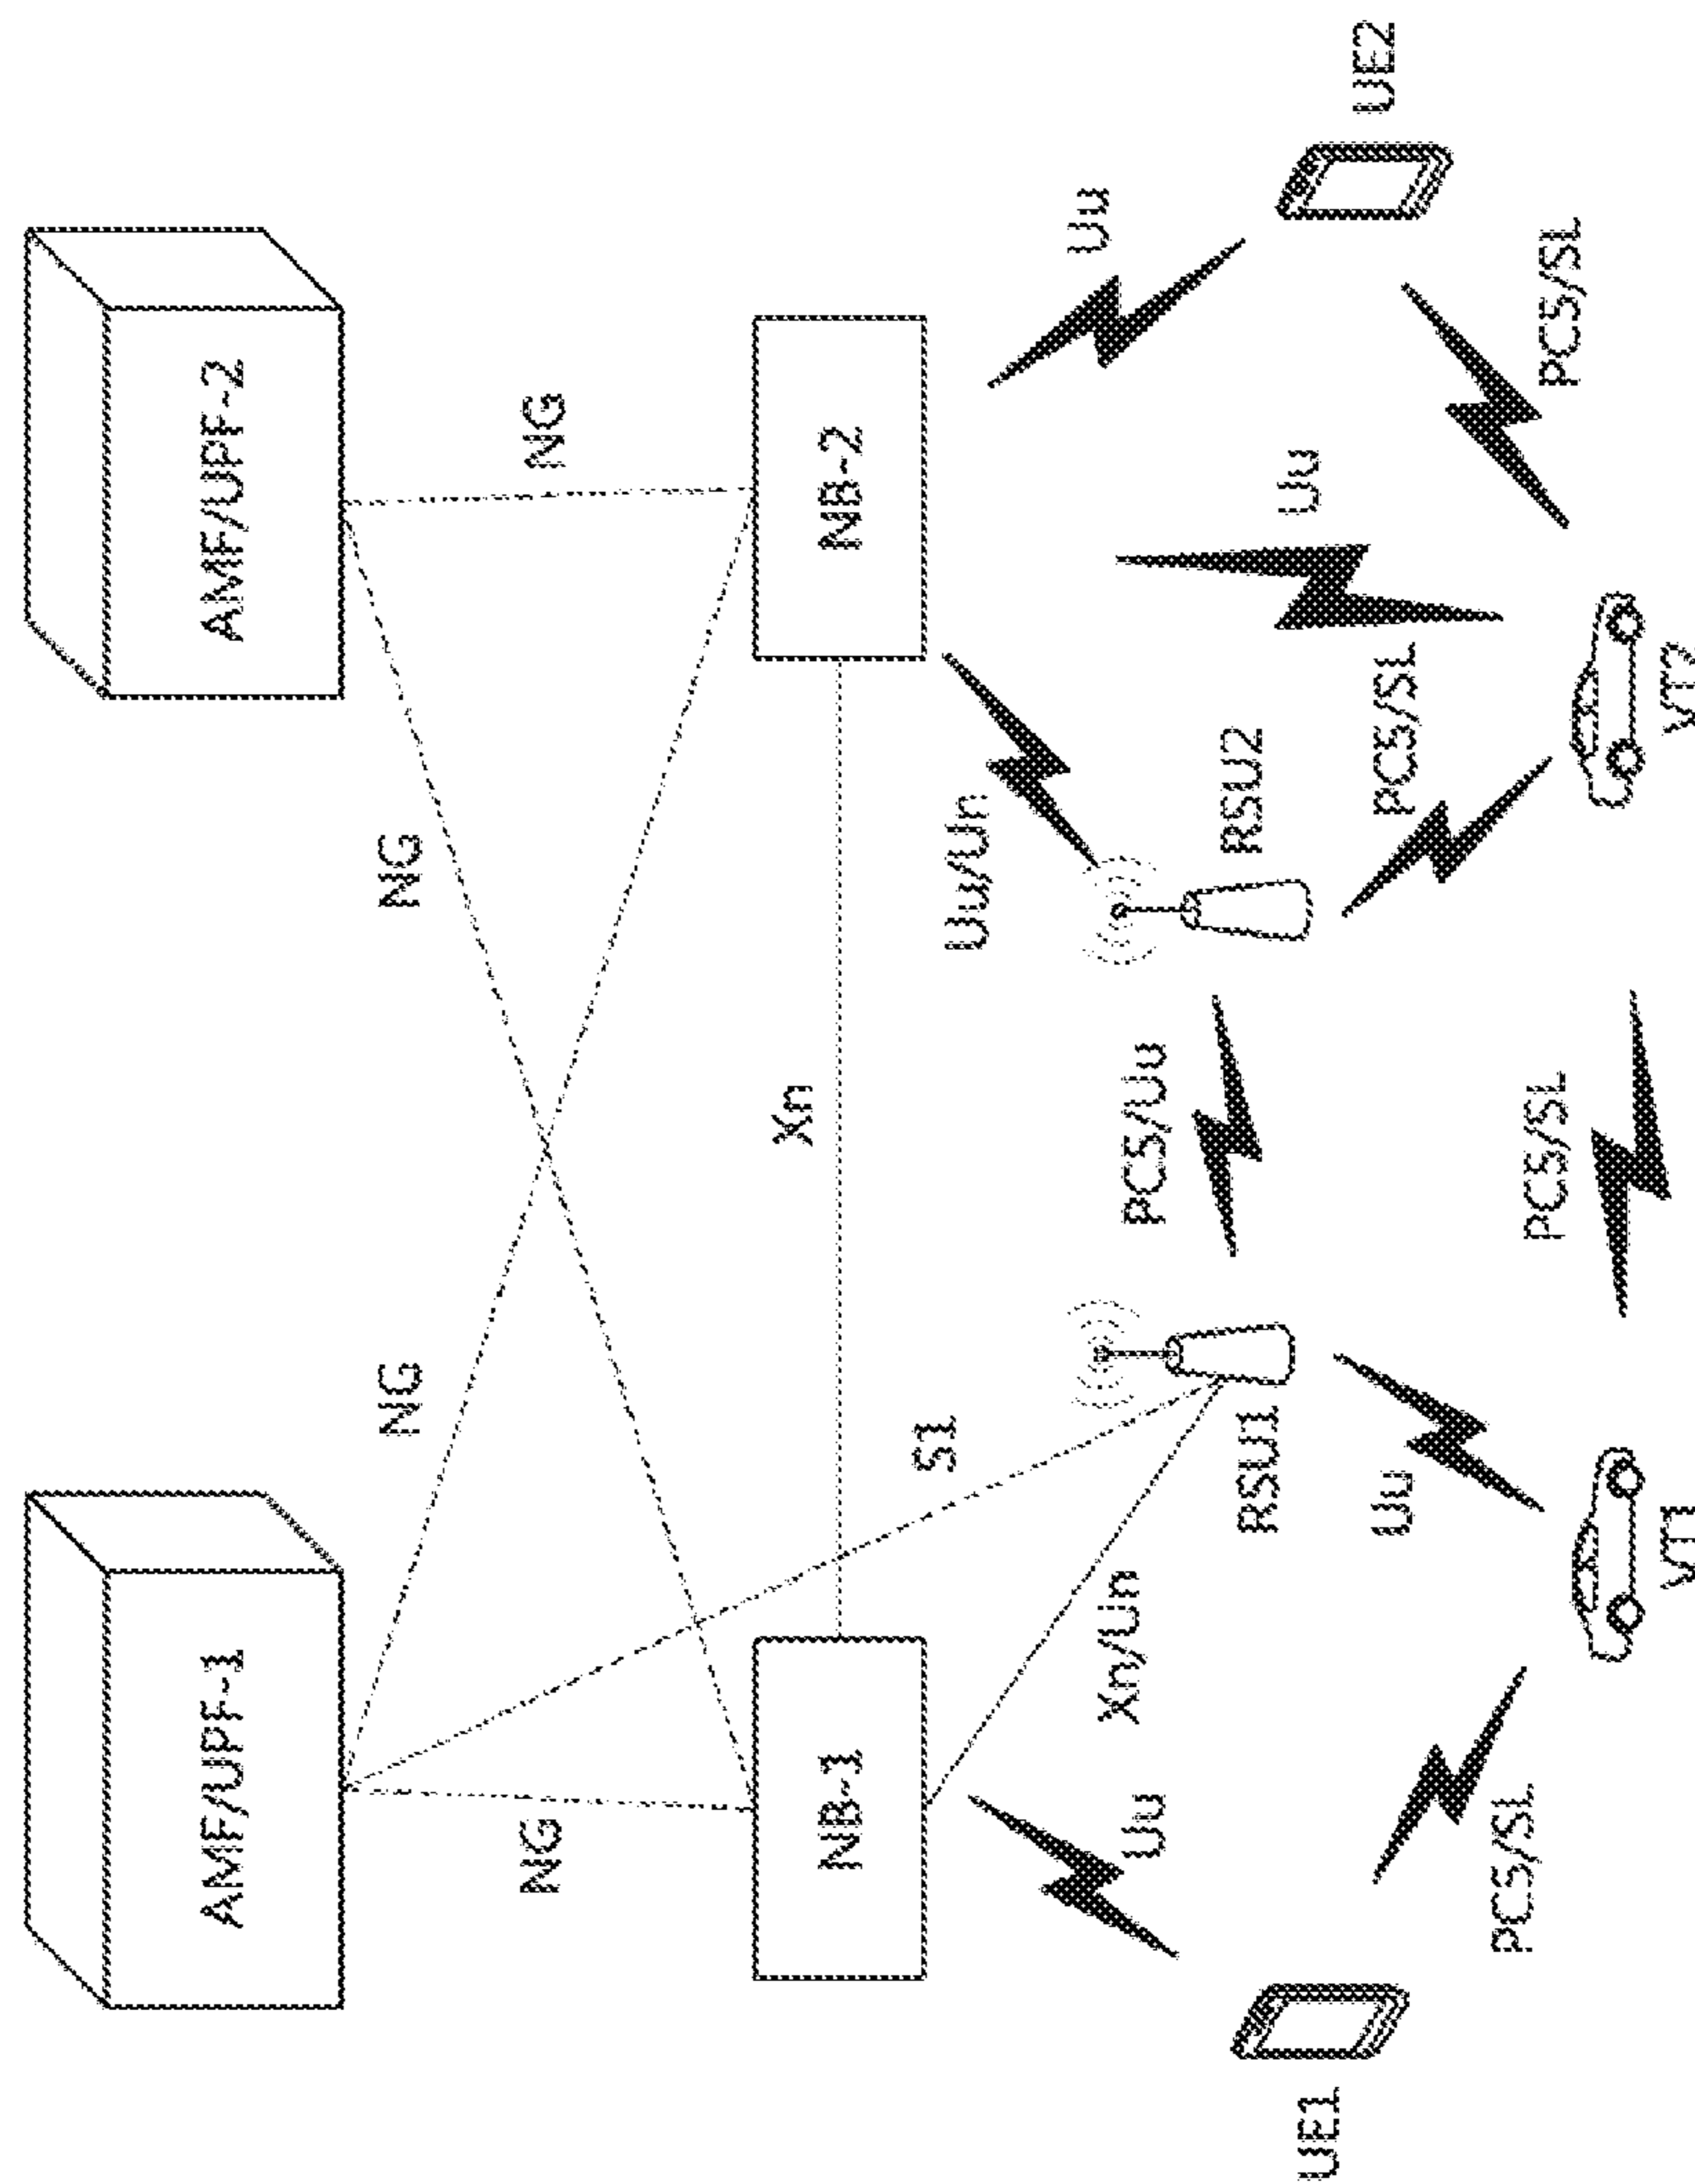 AMF/UPF-1
AMF/UPF-2
NG
NG
NG
NG
Xn
NB-1
NB-2
S1
Uu
Xn/Un
Uu/Un
Uu
RSU1
PC5/Uu
RSU2
Uu
UE1
Uu
PC5/SL
UE2
PC5/SL
PC5/SL
PC5/SL
VT1
VT2